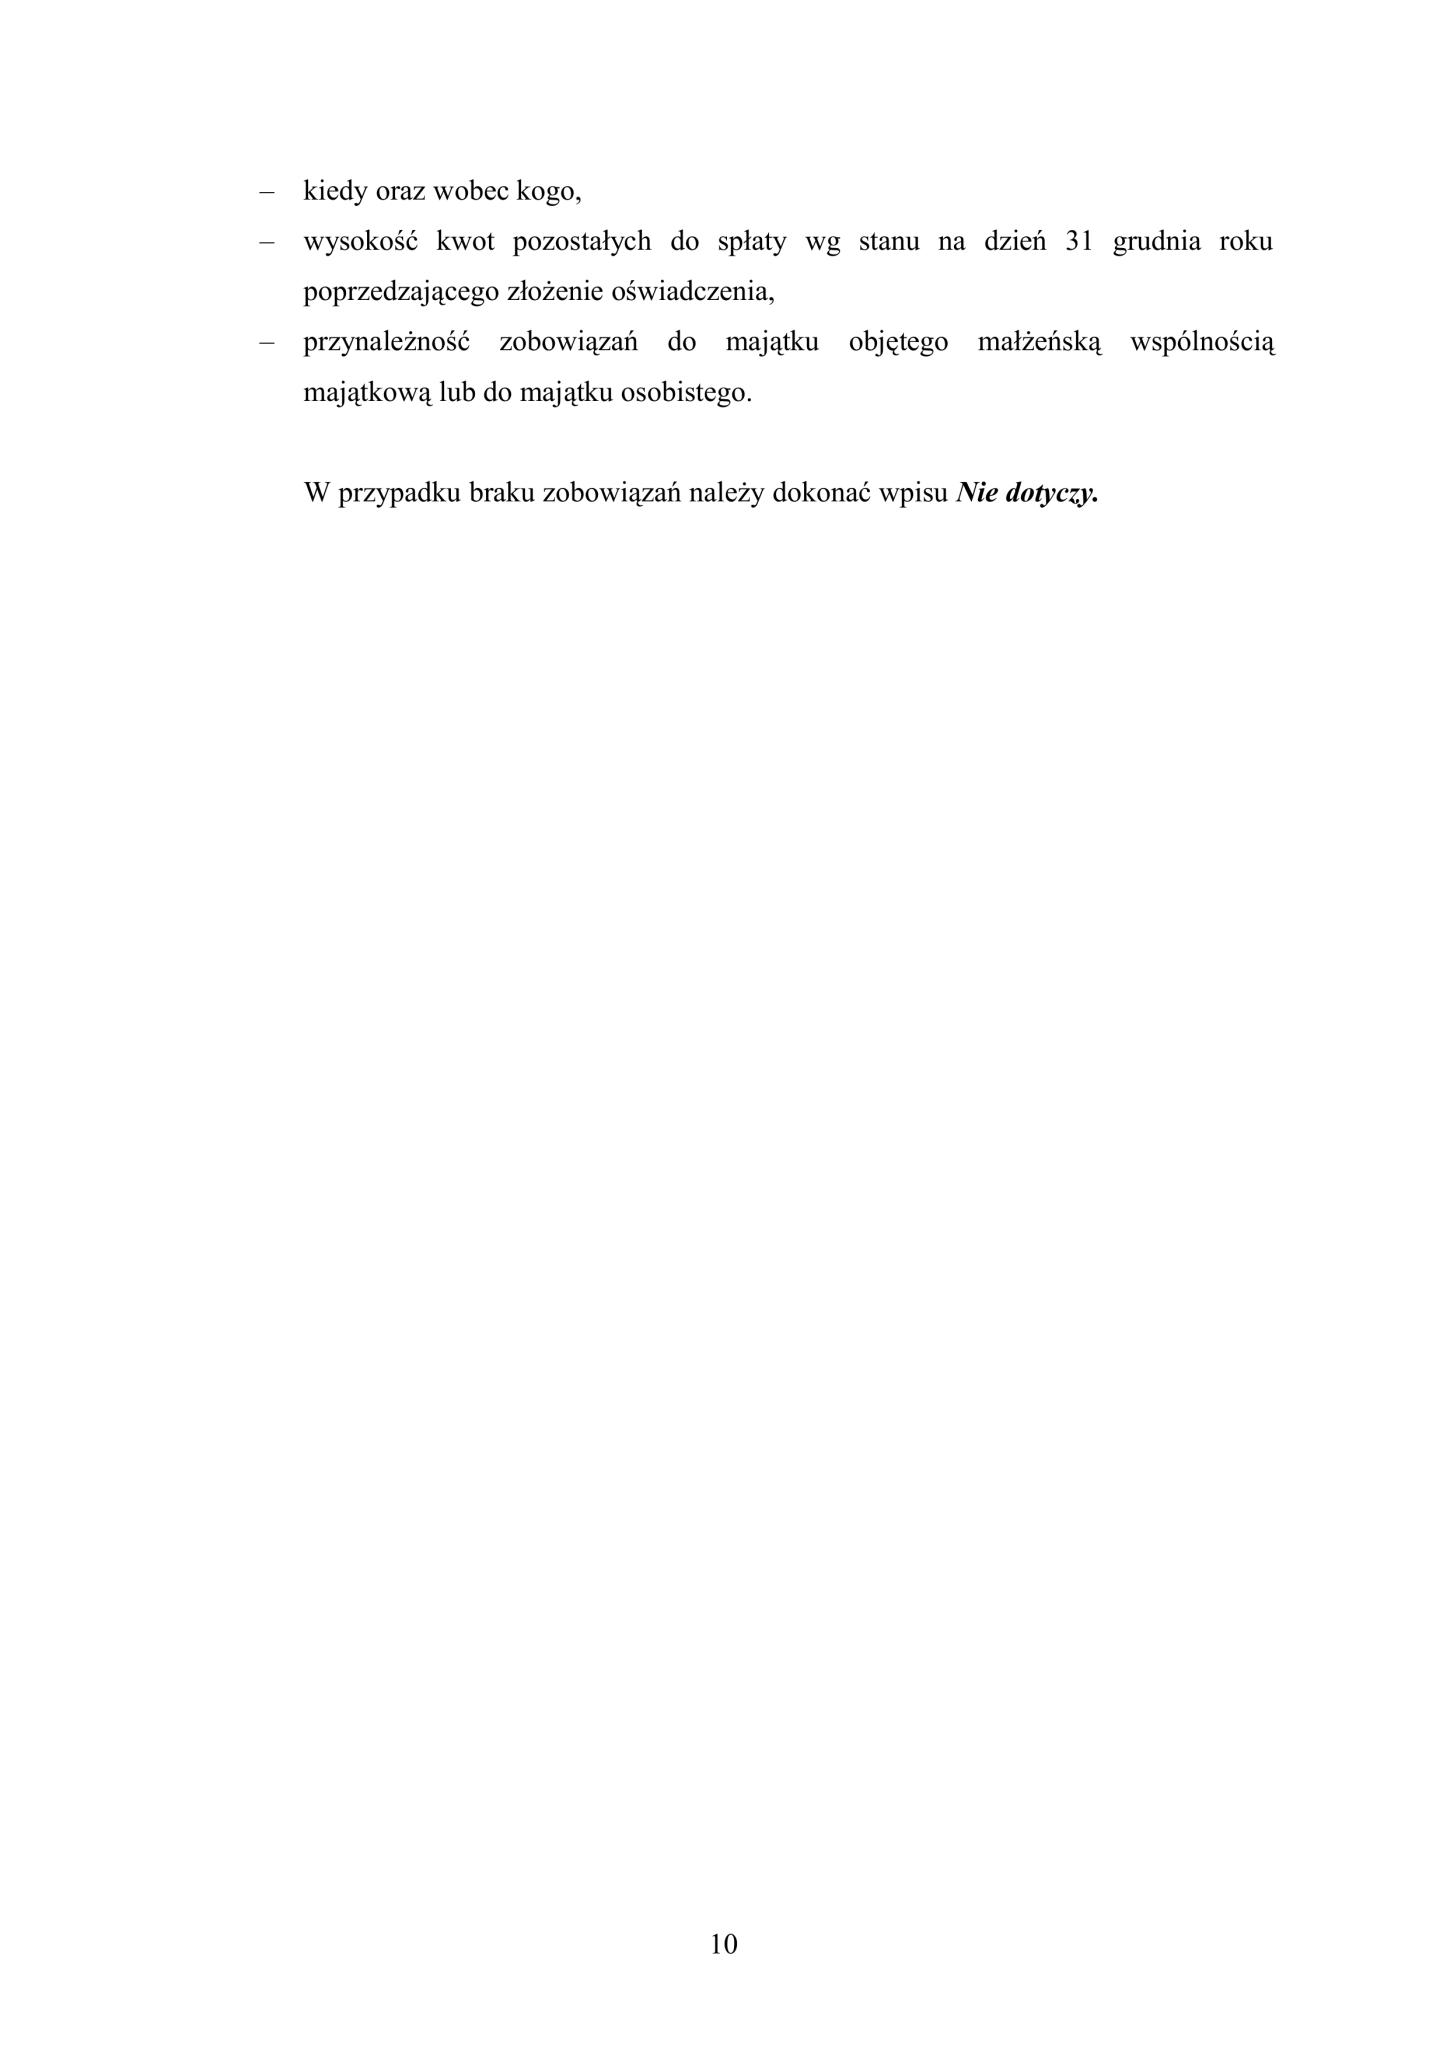 – kiedy oraz wobec kogo,
– wysokość kwot pozostałych do spłaty wg stanu na dzień 31 grudnia roku
poprzedzającego złożenie oświadczenia,
– przynależność zobowiązań do majątku objętego małżeńską wspólnością
majątkową lub do majątku osobistego.
W przypadku braku zobowiązań należy dokonać wpisu Nie dotyczy.
10